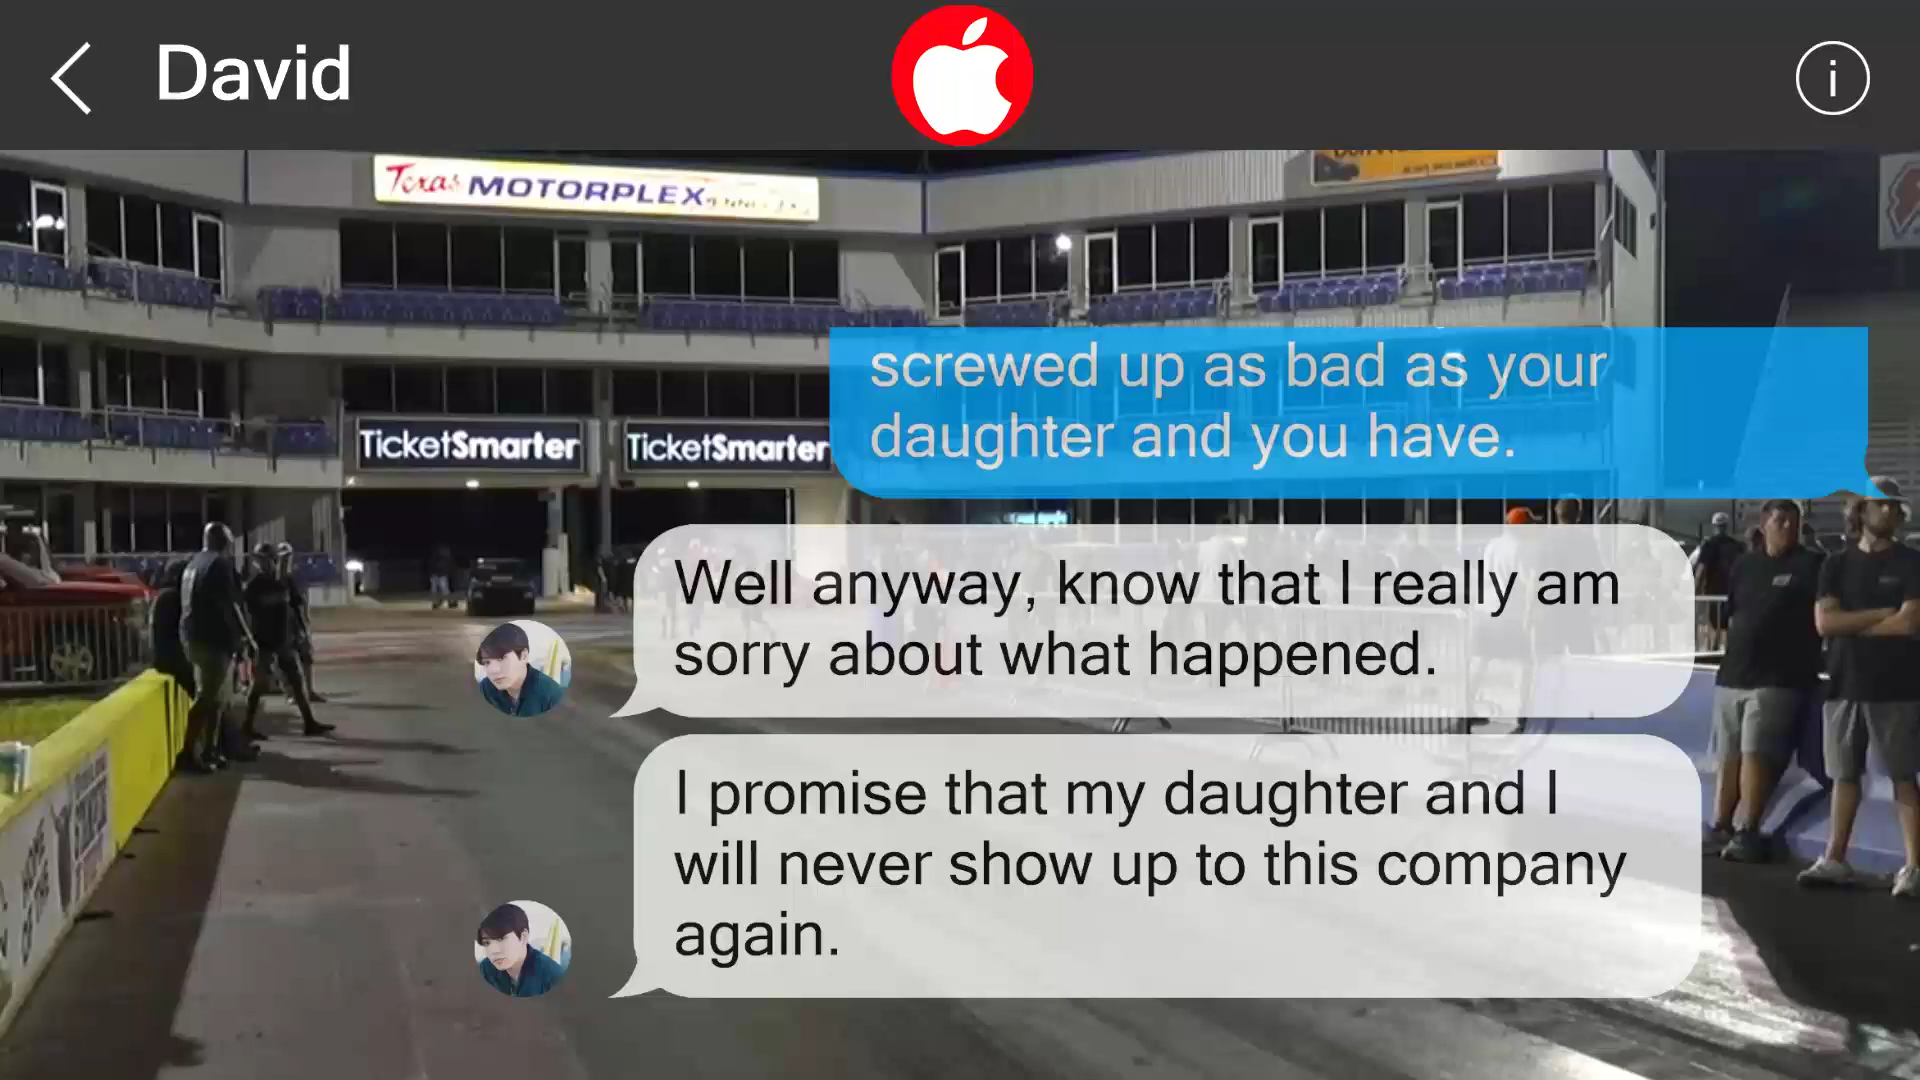 David
i
Texas MOTORPLEX
TicketSmarter
TicketSmarter
screwed up as bad as your
daughter and you have.
Well anyway, know that I really am
sorry about what happened.
I promise that my daughter and I
will never show up to this company
again.